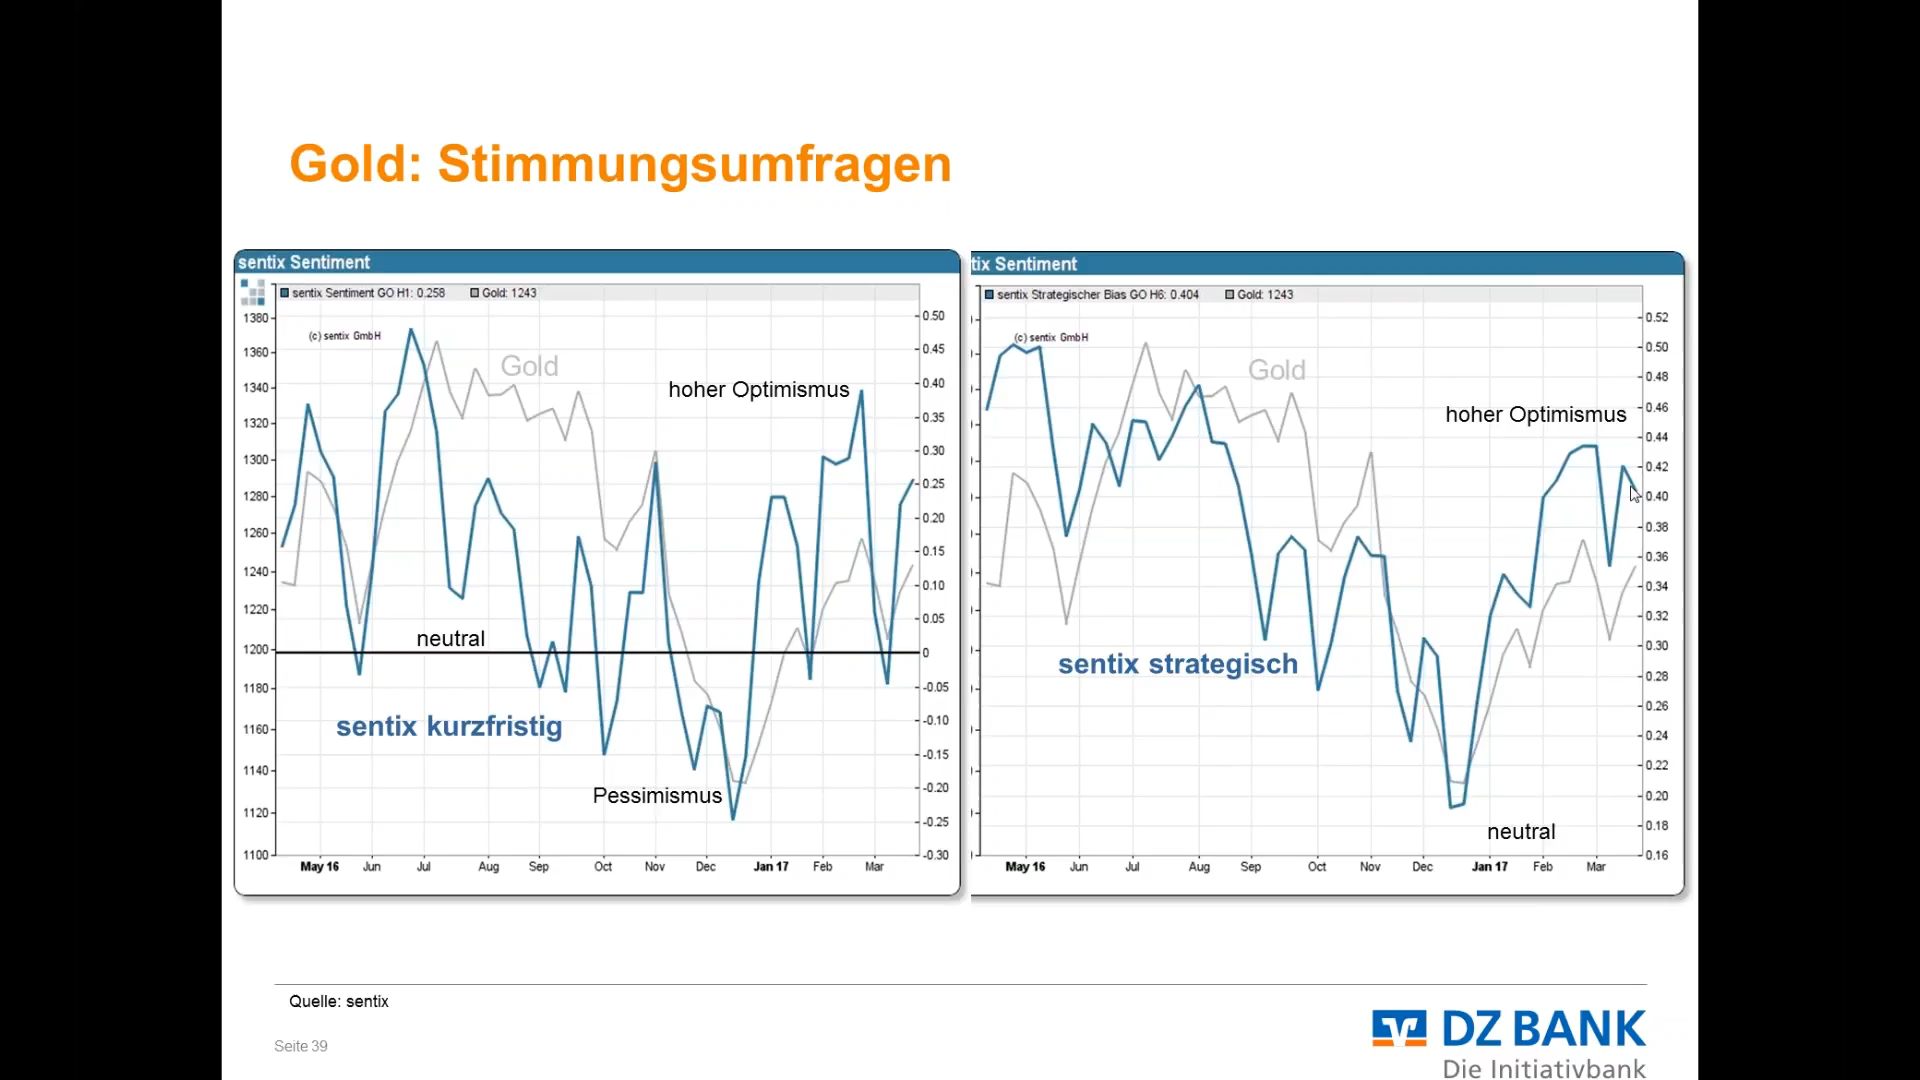 Gold: Stimmungsumfragen
sentix Sentiment
sentix Sentiment GO H1: 0.258 Gold: 1243
(c) sentix GmbH
Gold
hoher Optimismus
neutral
sentix kurzfristig
Pessimismus
1380
1360
1340
1320
1300
1280
1260
1240
1220
1200
1180
1160
1140
1120
1100
0.50
0.45
0.40
0.35
0.30
0.25
0.20
0.15
0.10
0.05
0
-0.05
-0.10
-0.15
-0.20
-0.25
-0.30
May 16 Jun Jul Aug Sep Oct Nov Dec Jan 17 Feb Mar
tix Sentiment
sentix Strategischer Bias GO H6: 0.404 Gold: 1243
(c) sentix GmbH
Gold
hoher Optimismus
sentix strategisch
neutral
0.52
0.50
0.48
0.46
0.44
0.42
0.40
0.38
0.36
0.34
0.32
0.30
0.28
0.26
0.24
0.22
0.20
0.18
0.16
May 16 Jun Jul Aug Sep Oct Nov Dec Jan 17 Feb Mar
Quelle: sentix
Seite 39
DZ BANK
Die Initiativbank